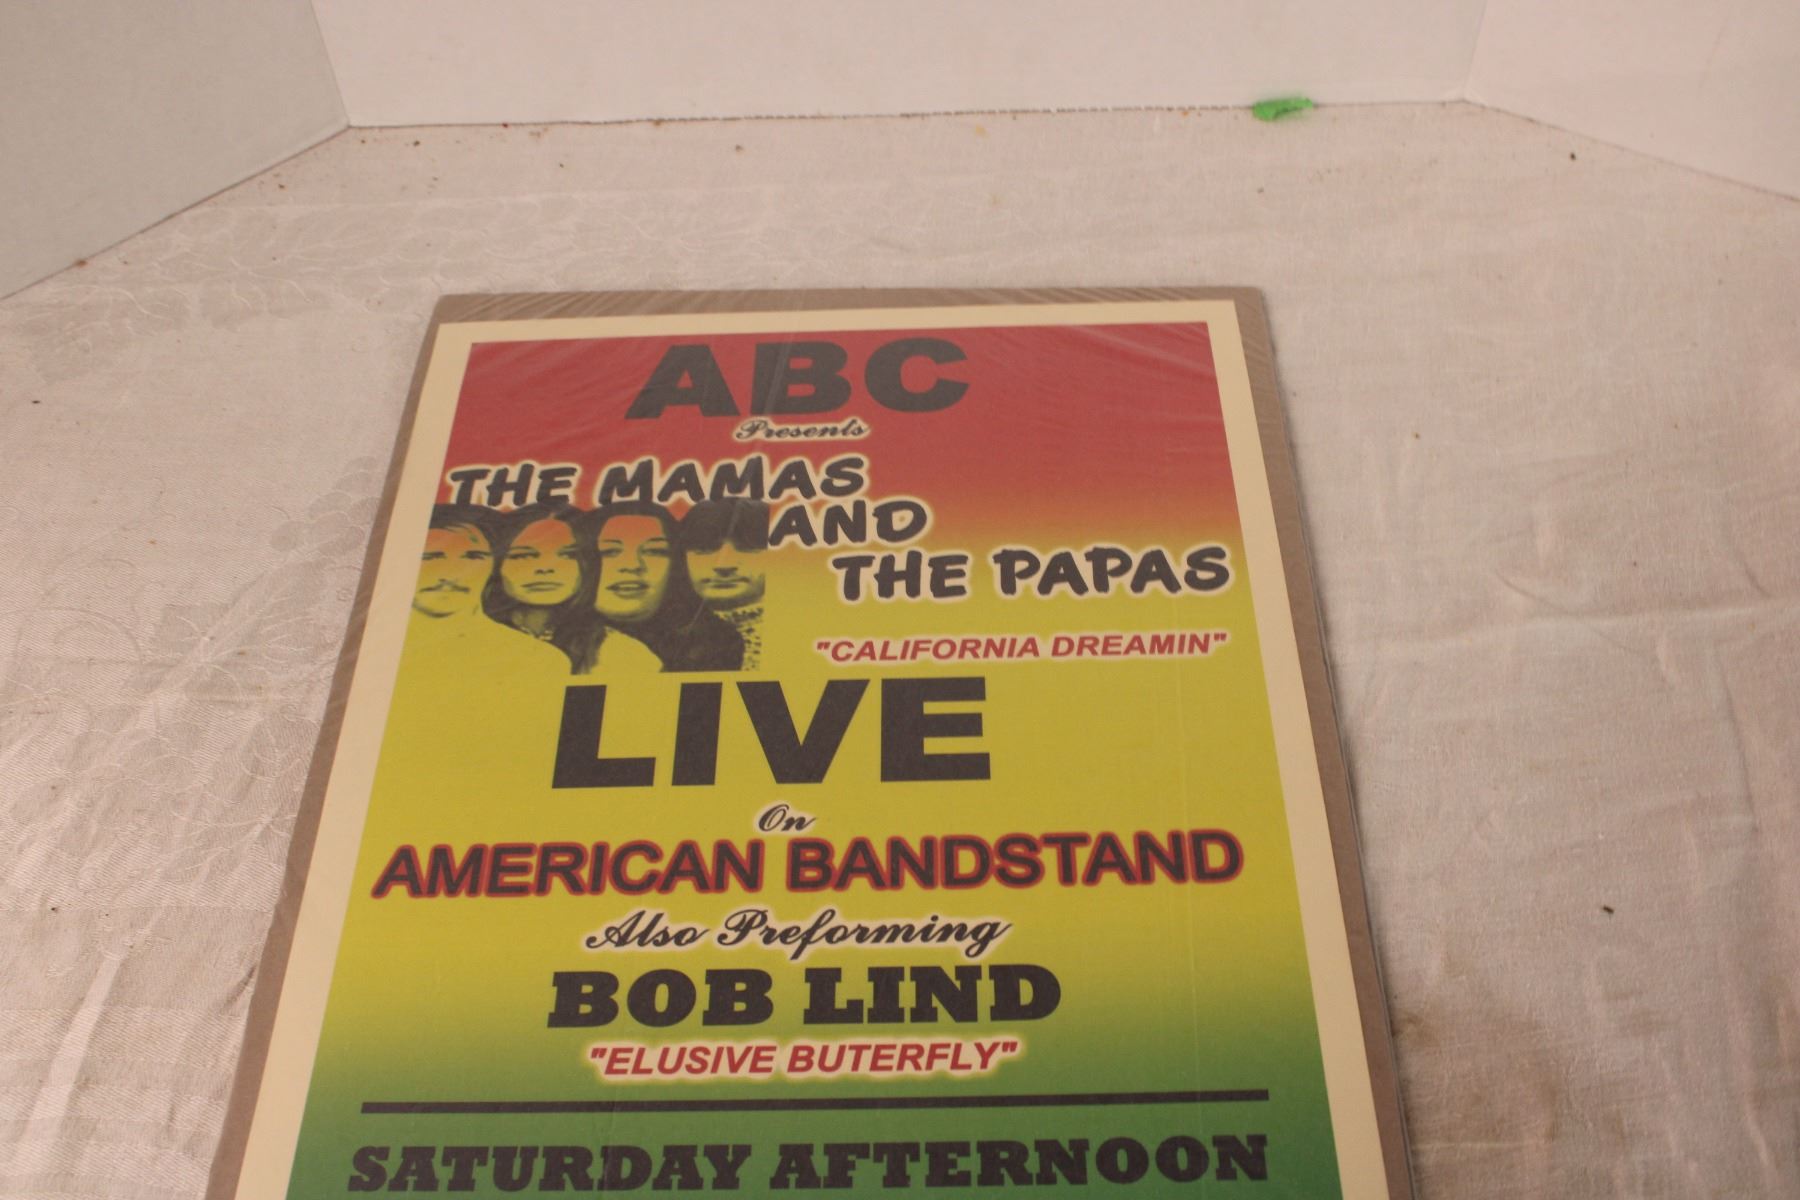 ABC
Presents
THE MAMAS
AND
THE PAPAS
"CALIFORNIA DREAMIN"
LIVE
On
AMERICAN BANDSTAND
Also Preforming
BOB LIND
"ELUSIVE BUTERFLY"
SATURDAY AFTERNOON